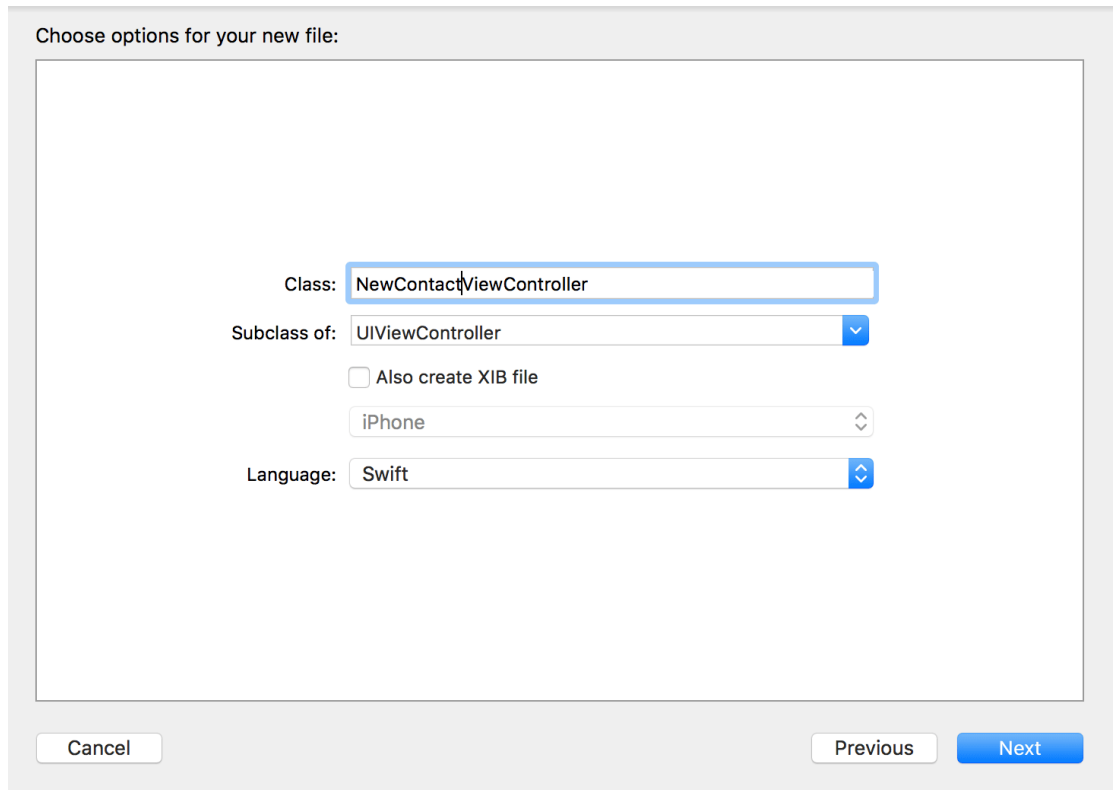 Choose options for your new file:
Class: NewContactViewController
Subclass of: UIViewController
Also create XIB file
iPhone
Language: Swift
Cancel Previous Next